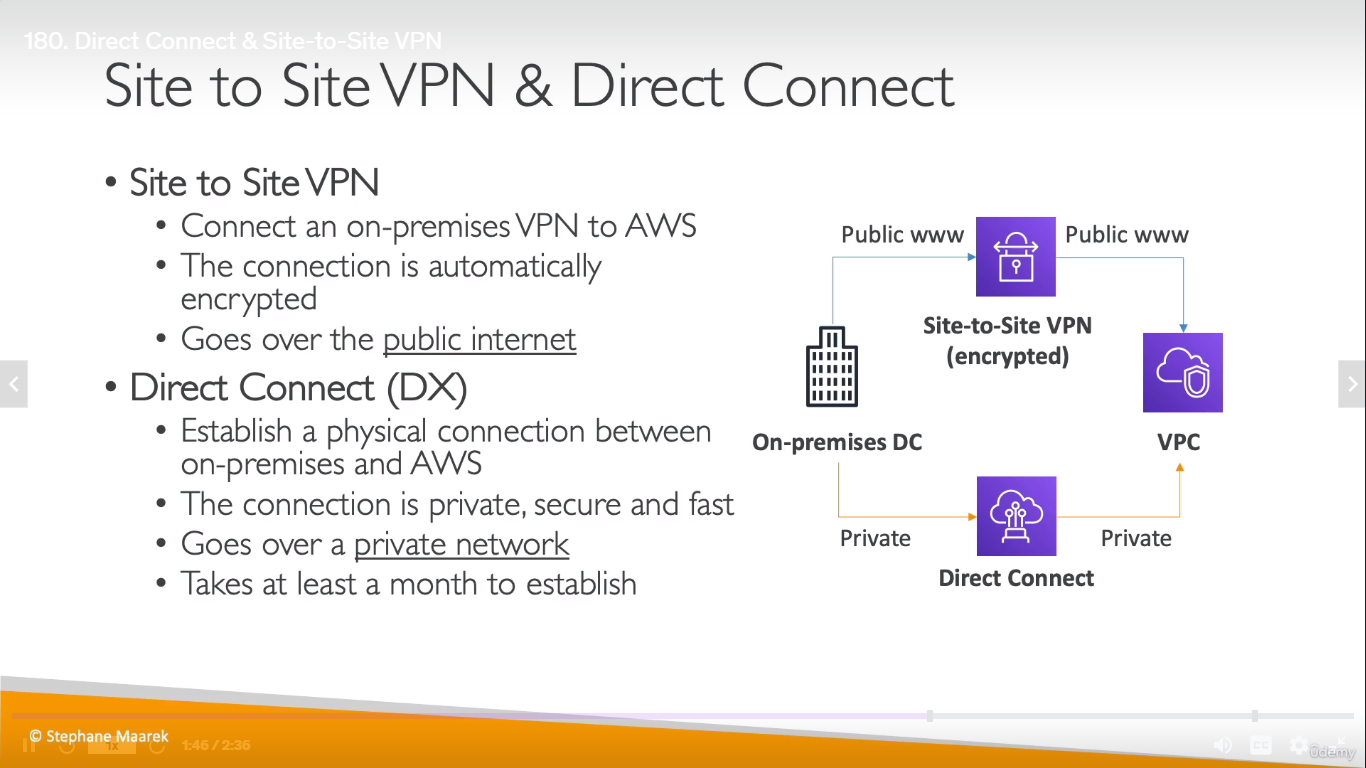 180. Direct Connect & Site-to-Site VPN
Site to Site VPN & Direct Connect
• Site to Site VPN
• Connect an on-premises VPN to AWS
• The connection is automatically
encrypted
• Goes over the public internet
• Direct Connect (DX)
• Establish a physical connection between
on-premises and AWS
• The connection is private, secure and fast
• Goes over a private network
• Takes at least a month to establish
Public www
Public www
Site-to-Site VPN
(encrypted)
On-premises DC
VPC
Private
Private
Direct Connect
© Stephane Maarek
1x
1:46 / 2:36
CC
ûdemy